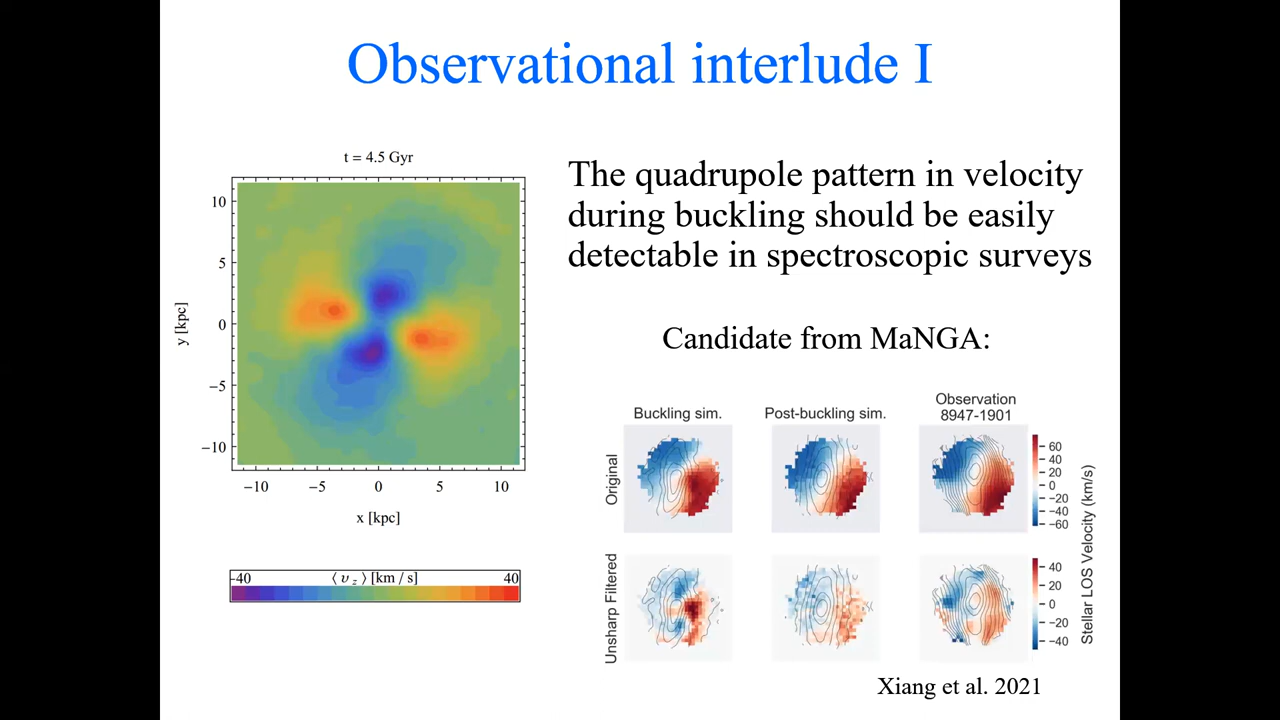 Observational interlude I
t = 4.5 Gyr
10
5
0
−5
−10
y [kpc]
−10 −5 0 5 10
x [kpc]
-40 ⟨ υ z ⟩ [km / s] 40
The quadrupole pattern in velocity
during buckling should be easily
detectable in spectroscopic surveys
Candidate from MaNGA:
Buckling sim.
Post-buckling sim.
Observation
8947-1901
Original
Unsharp Filtered
60
40
20
0
−20
−40
−60
40
20
0
−20
−40
Stellar LOS Velocity (km/s)
Xiang et al. 2021